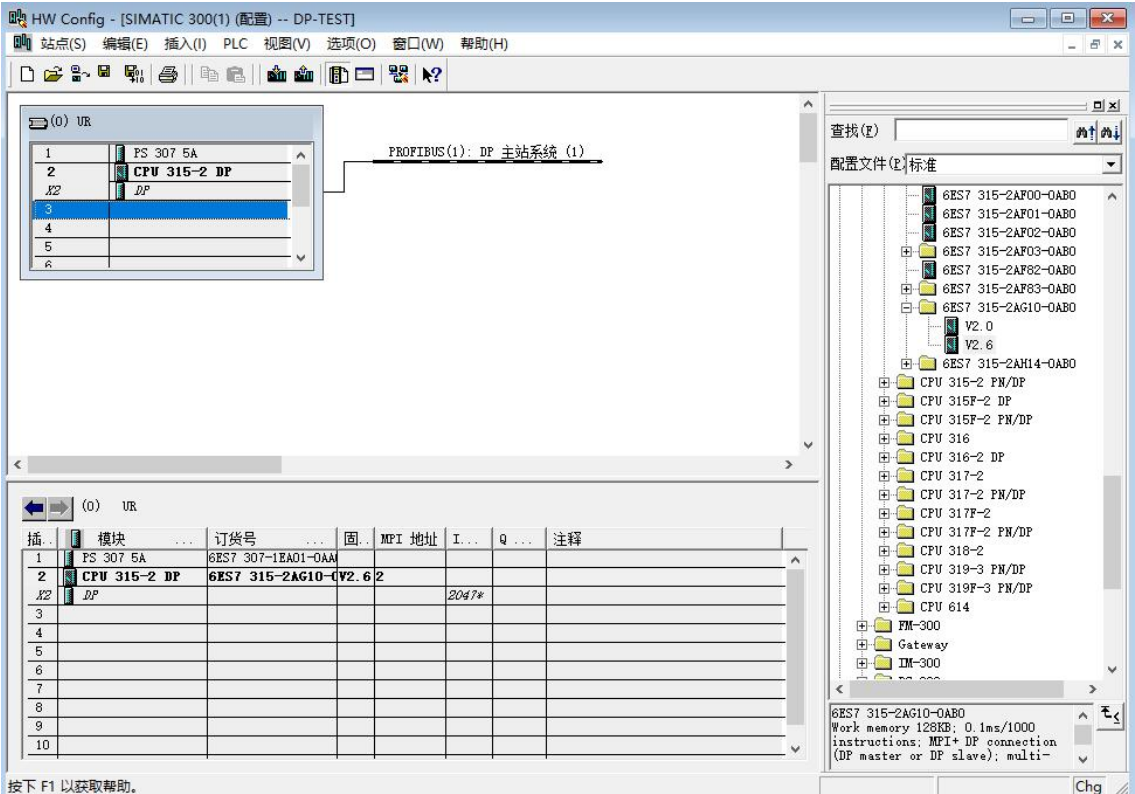 HW Config - [SIMATIC 300(1) (配置) -- DP-TEST]
站点(S) 编辑(E) 插入(I) PLC 视图(V) 选项(O) 窗口(W) 帮助(H)
(0) UR
1 PS 307 5A
2 CPU 315-2 DP
X2 DP
3
4
5
6
PROFIBUS(1): DP 主站系统 (1)
(0) UR
插.. 模块 ... 订货号 ... 固.. MPI 地址 I... Q ... 注释
1 PS 307 5A 6ES7 307-1EA01-0AA
2 CPU 315-2 DP 6ES7 315-2AG10-0 V2.6 2
X2 DP 2047*
3
4
5
6
7
8
9
10
查找(F)
配置文件(P) 标准
6ES7 315-2AF00-0AB0
6ES7 315-2AF01-0AB0
6ES7 315-2AF02-0AB0
6ES7 315-2AF03-0AB0
6ES7 315-2AF82-0AB0
6ES7 315-2AF83-0AB0
6ES7 315-2AG10-0AB0
V2.0
V2.6
6ES7 315-2AH14-0AB0
CPU 315-2 PN/DP
CPU 315F-2 DP
CPU 315F-2 PN/DP
CPU 316
CPU 316-2 DP
CPU 317-2
CPU 317-2 PN/DP
CPU 317F-2
CPU 317F-2 PN/DP
CPU 318-2
CPU 319-3 PN/DP
CPU 319F-3 PN/DP
CPU 614
FM-300
Gateway
IM-300
6ES7 315-2AG10-0AB0
Work memory 128KB; 0.1ms/1000
instructions; MPI+ DP connection
(DP master or DP slave); multi-
按下 F1 以获取帮助。
Chg